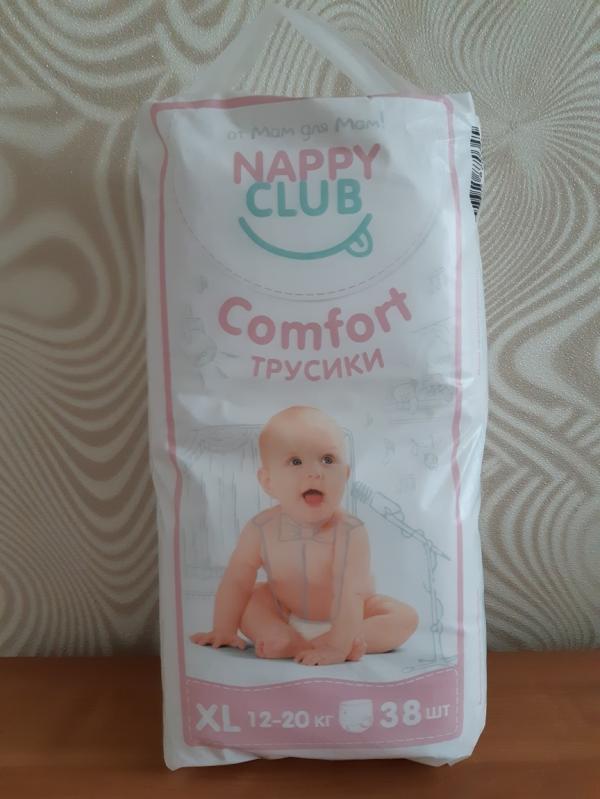 от Мам для Мам!
NAPPY
CLUB
Comfort
ТРУСИКИ
XL 12-20 кг 38 шт